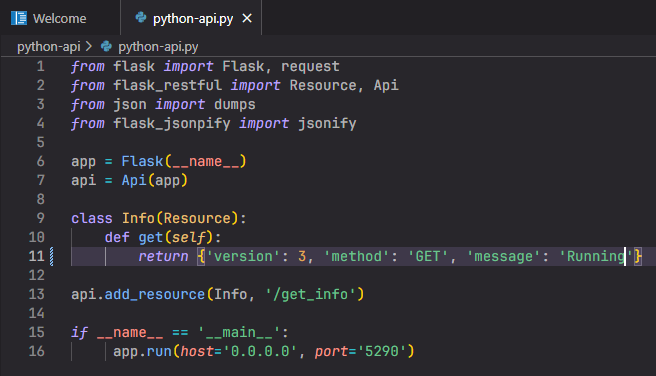 Welcome python-api.py
python-api > python-api.py
1 from flask import Flask, request
2 from flask_restful import Resource, Api
3 from json import dumps
4 from flask_jsonpify import jsonify
5
6 app = Flask(__name__)
7 api = Api(app)
8
9 class Info(Resource):
10     def get(self):
11         return {'version': 3, 'method': 'GET', 'message': 'Running'}
12
13 api.add_resource(Info, '/get_info')
14
15 if __name__ == '__main__':
16     app.run(host='0.0.0.0', port='5290')